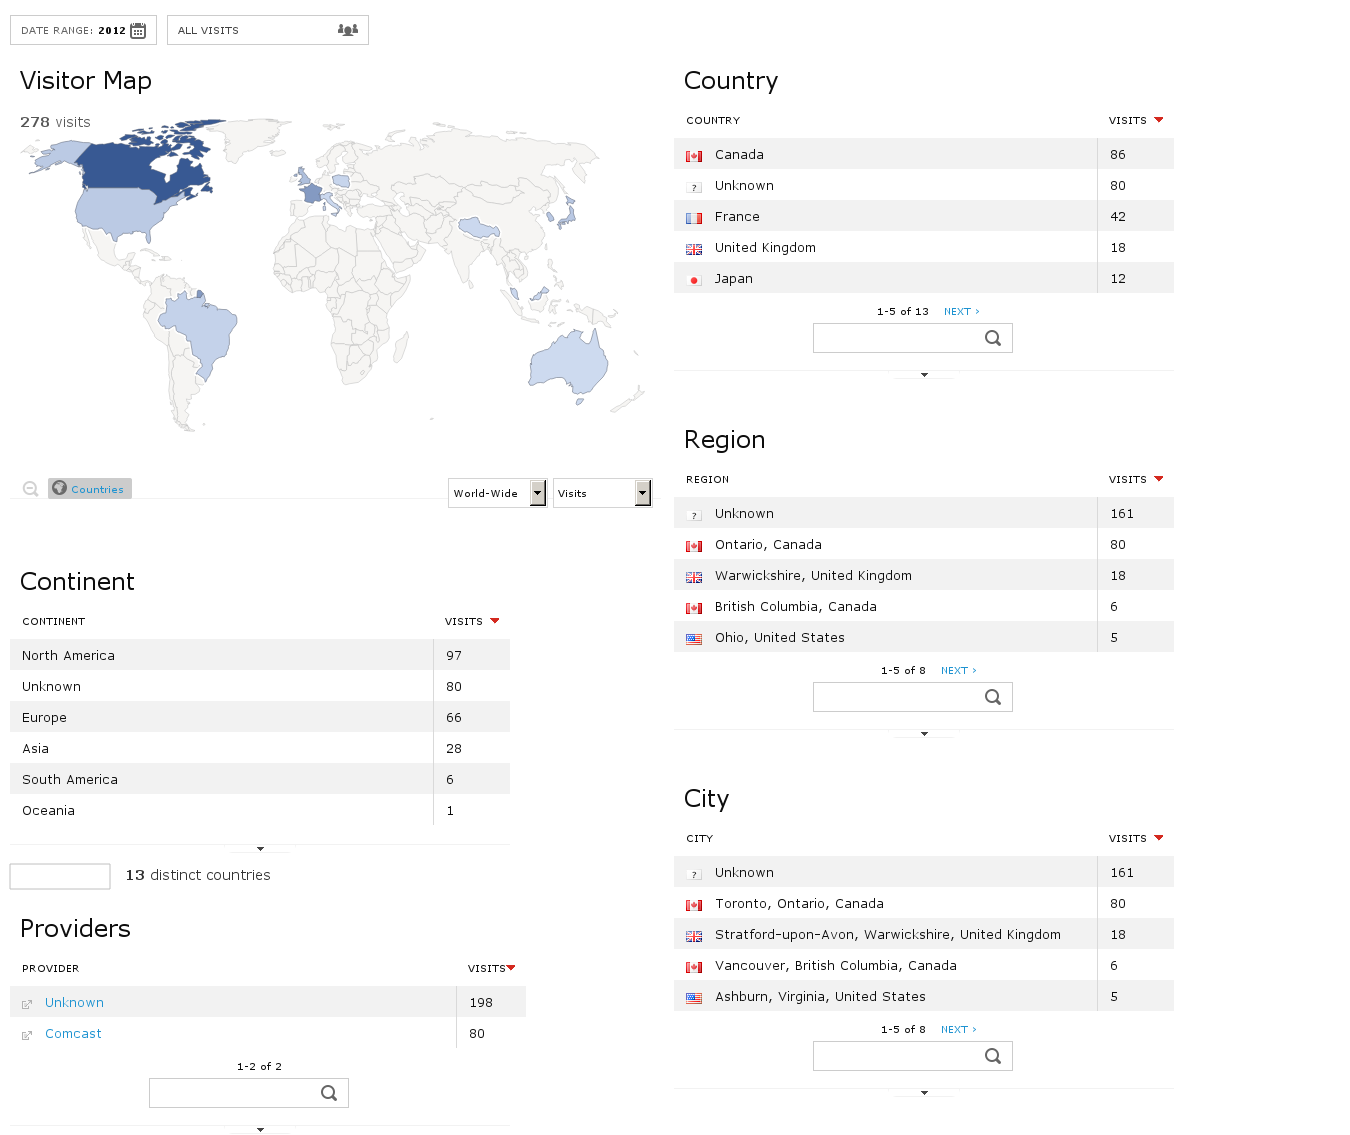 DATE RANGE: 2012
ALL VISITS
Visitor Map
278 visits
World-Wide
Visits
Countries
Continent
CONTINENT VISITS
North America 97
Unknown 80
Europe 66
Asia 28
South America 6
Oceania 1
13 distinct countries
Providers
PROVIDER VISITS
Unknown 198
Comcast 80
1-2 of 2
Country
COUNTRY VISITS
Canada 86
? Unknown 80
France 42
United Kingdom 18
Japan 12
1-5 of 13 NEXT ›
Region
REGION VISITS
? Unknown 161
Ontario, Canada 80
Warwickshire, United Kingdom 18
British Columbia, Canada 6
Ohio, United States 5
1-5 of 8 NEXT ›
City
CITY VISITS
? Unknown 161
Toronto, Ontario, Canada 80
Stratford-upon-Avon, Warwickshire, United Kingdom 18
Vancouver, British Columbia, Canada 6
Ashburn, Virginia, United States 5
1-5 of 8 NEXT ›